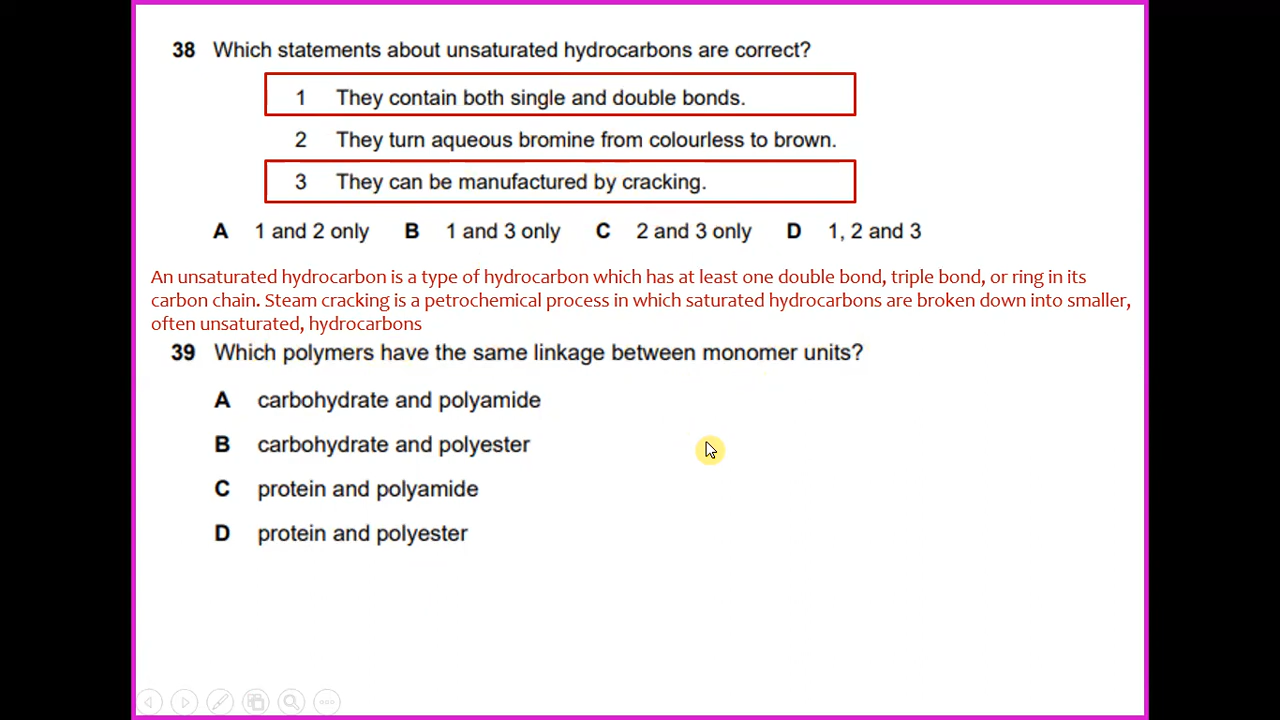 38 Which statements about unsaturated hydrocarbons are correct?
1 They contain both single and double bonds.
2 They turn aqueous bromine from colourless to brown.
3 They can be manufactured by cracking.
A 1 and 2 only B 1 and 3 only C 2 and 3 only D 1, 2 and 3
An unsaturated hydrocarbon is a type of hydrocarbon which has at least one double bond, triple bond, or ring in its
carbon chain. Steam cracking is a petrochemical process in which saturated hydrocarbons are broken down into smaller,
often unsaturated, hydrocarbons
39 Which polymers have the same linkage between monomer units?
A carbohydrate and polyamide
B carbohydrate and polyester
C protein and polyamide
D protein and polyester